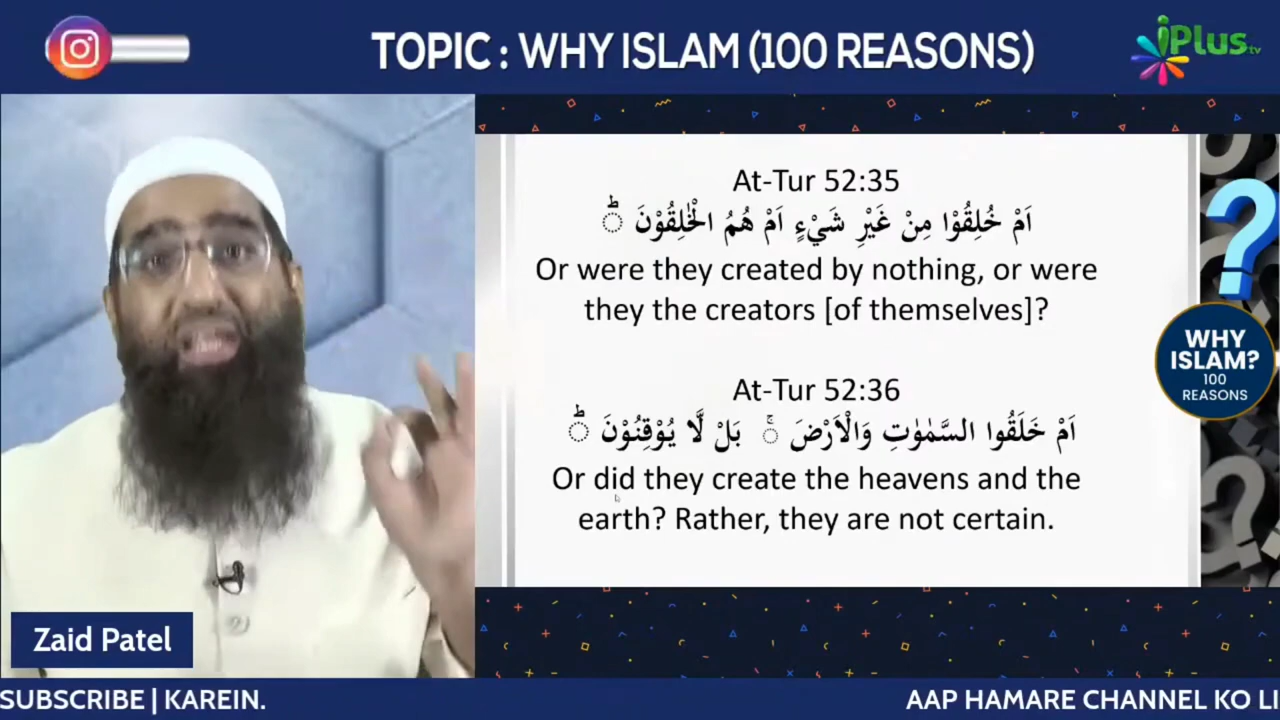 TOPIC : WHY ISLAM (100 REASONS)
iPlus tv
At-Tur 52:35
اَمْ خُلِقُوْا مِنْ غَيْرِ شَيْءٍ اَمْ هُمُ الْخٰلِقُوْنَ ؕ
Or were they created by nothing, or were
they the creators [of themselves]?
At-Tur 52:36
اَمْ خَلَقُوا السَّمٰوٰتِ وَالْاَرْضَ ۚ بَلْ لَّا يُوْقِنُوْنَ ؕ
Or did they create the heavens and the
earth? Rather, they are not certain.
WHY
ISLAM?
100
REASONS
Zaid Patel
SUBSCRIBE | KAREIN.
AAP HAMARE CHANNEL KO LI